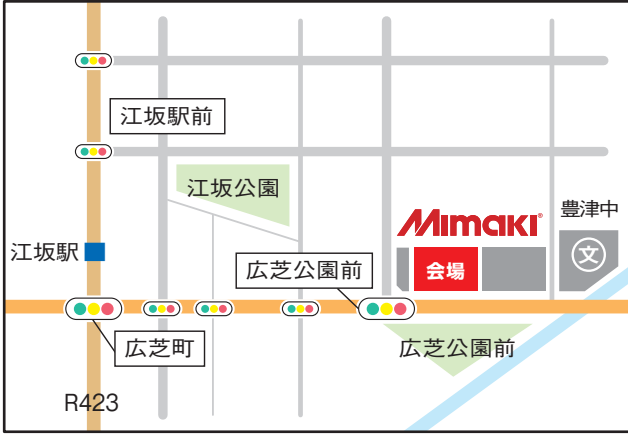 江坂駅前
江坂公園
Mimaki
豊津中
江坂駅
広芝公園前
会場
文
広芝町
広芝公園前
R423